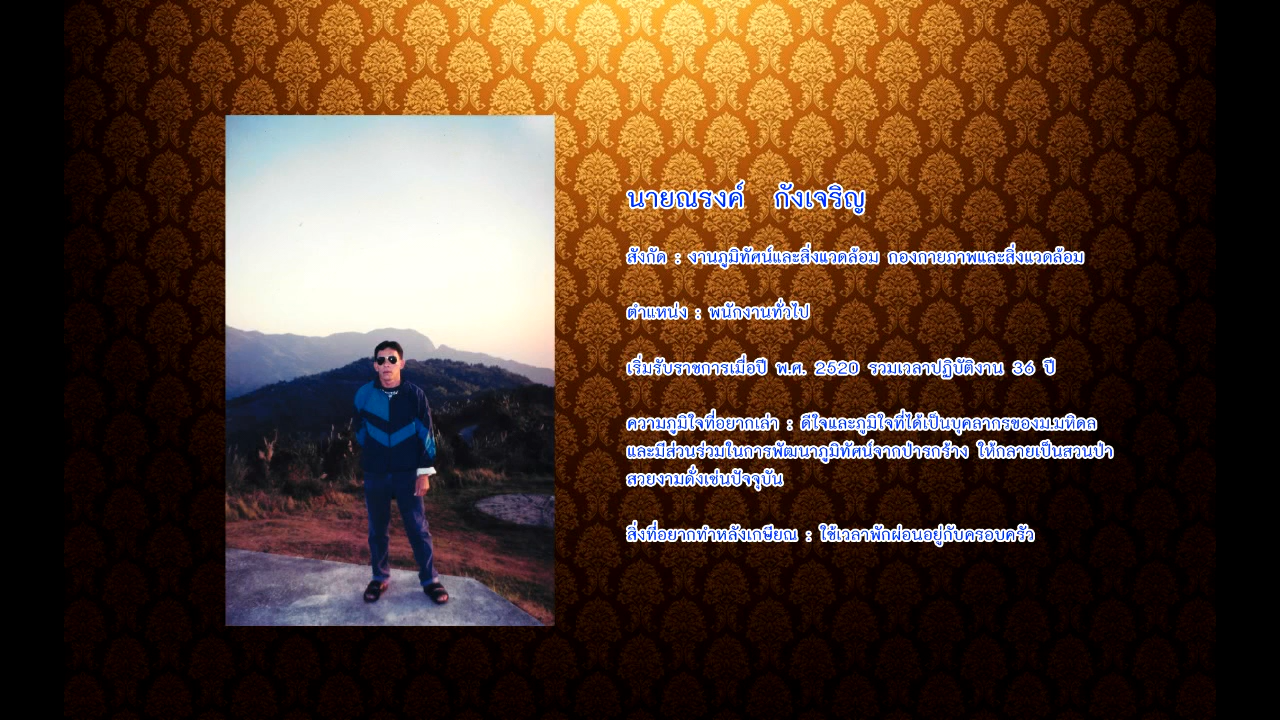 นายณรงค์ กังเจริญ
สังกัด : งานภูมิทัศน์และสิ่งแวดล้อม กองกายภาพและสิ่งแวดล้อม
ตำแหน่ง : พนักงานทั่วไป
เริ่มรับราชการเมื่อปี พ.ศ. 2520 รวมเวลาปฏิบัติงาน 36 ปี
ความภูมิใจที่อยากเล่า : ดีใจและภูมิใจที่ได้เป็นบุคลากรของม.มหิดล
และมีส่วนร่วมในการพัฒนาภูมิทัศน์จากป่ารกร้าง ให้กลายเป็นสวนป่า
สวยงามดั่งเช่นปัจจุบัน
สิ่งที่อยากทำหลังเกษียณ : ใช้เวลาพักผ่อนอยู่กับครอบครัว